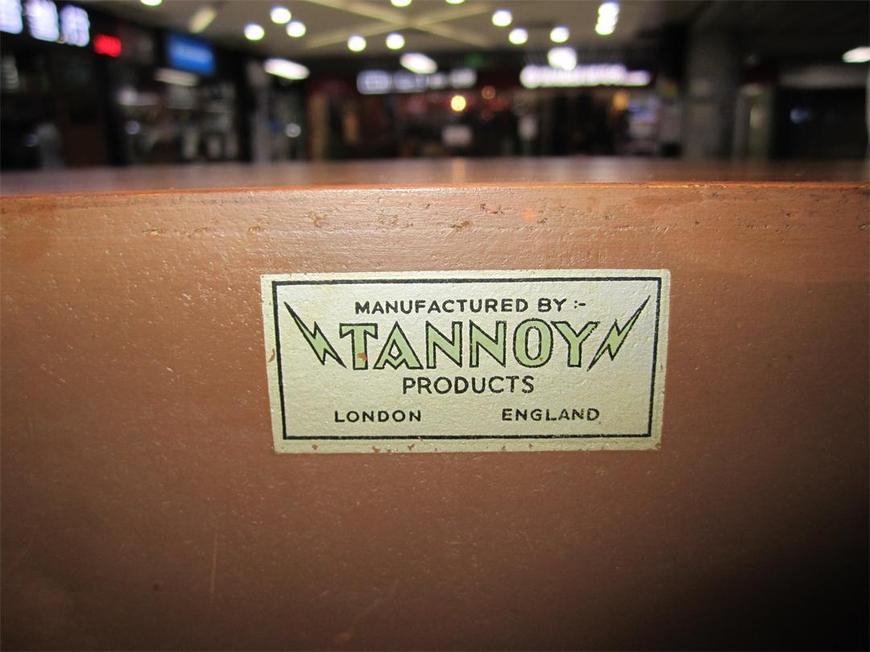 MANUFACTURED BY :-
TANNOY
PRODUCTS
LONDON ENGLAND